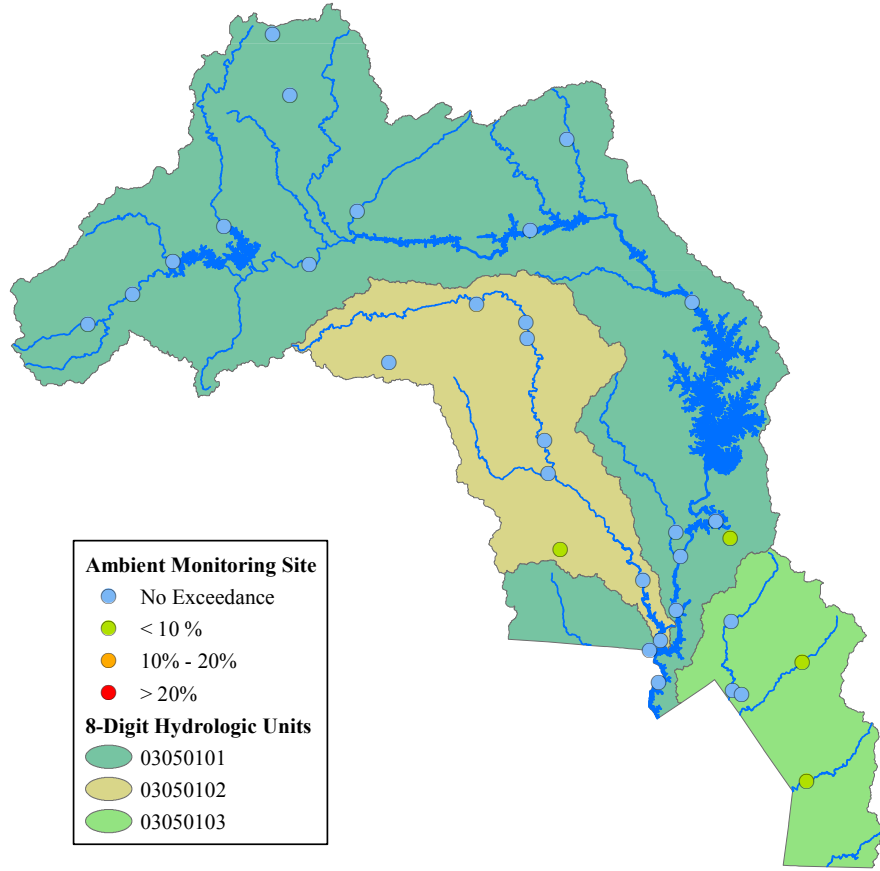 Ambient Monitoring Site
No Exceedance
< 10 %
10% - 20%
> 20%
8-Digit Hydrologic Units
03050101
03050102
03050103